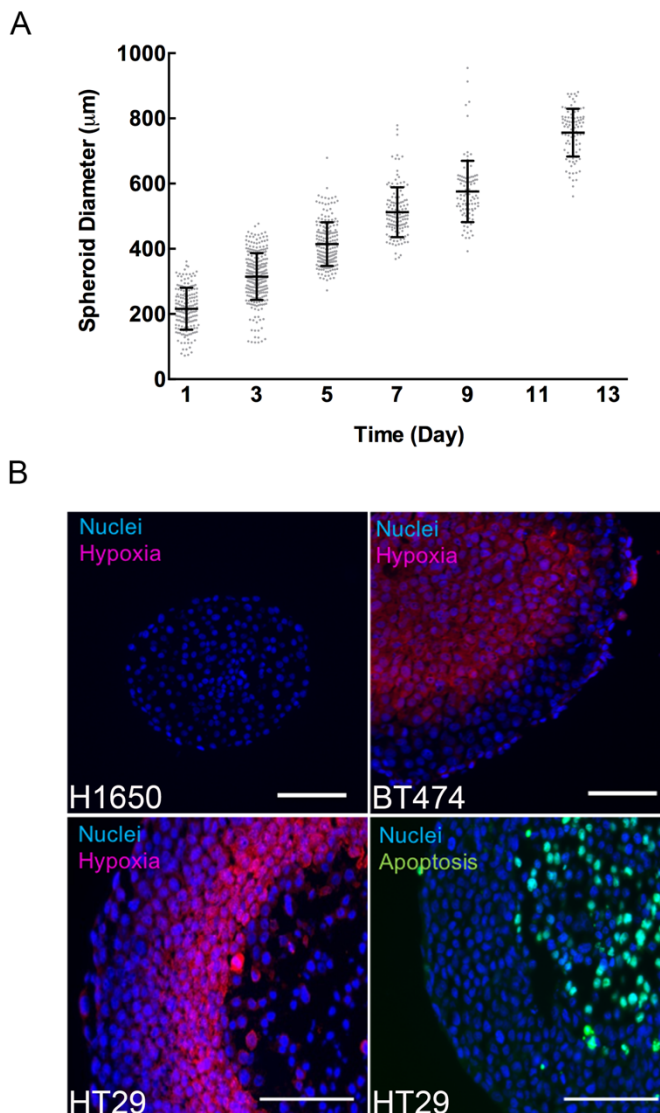 A
Spheroid Diameter (μm)
1000
800
600
400
200
0
1 3 5 7 9 11 13
Time (Day)
B
Nuclei
Hypoxia
H1650
Nuclei
Hypoxia
BT474
Nuclei
Hypoxia
HT29
Nuclei
Apoptosis
HT29